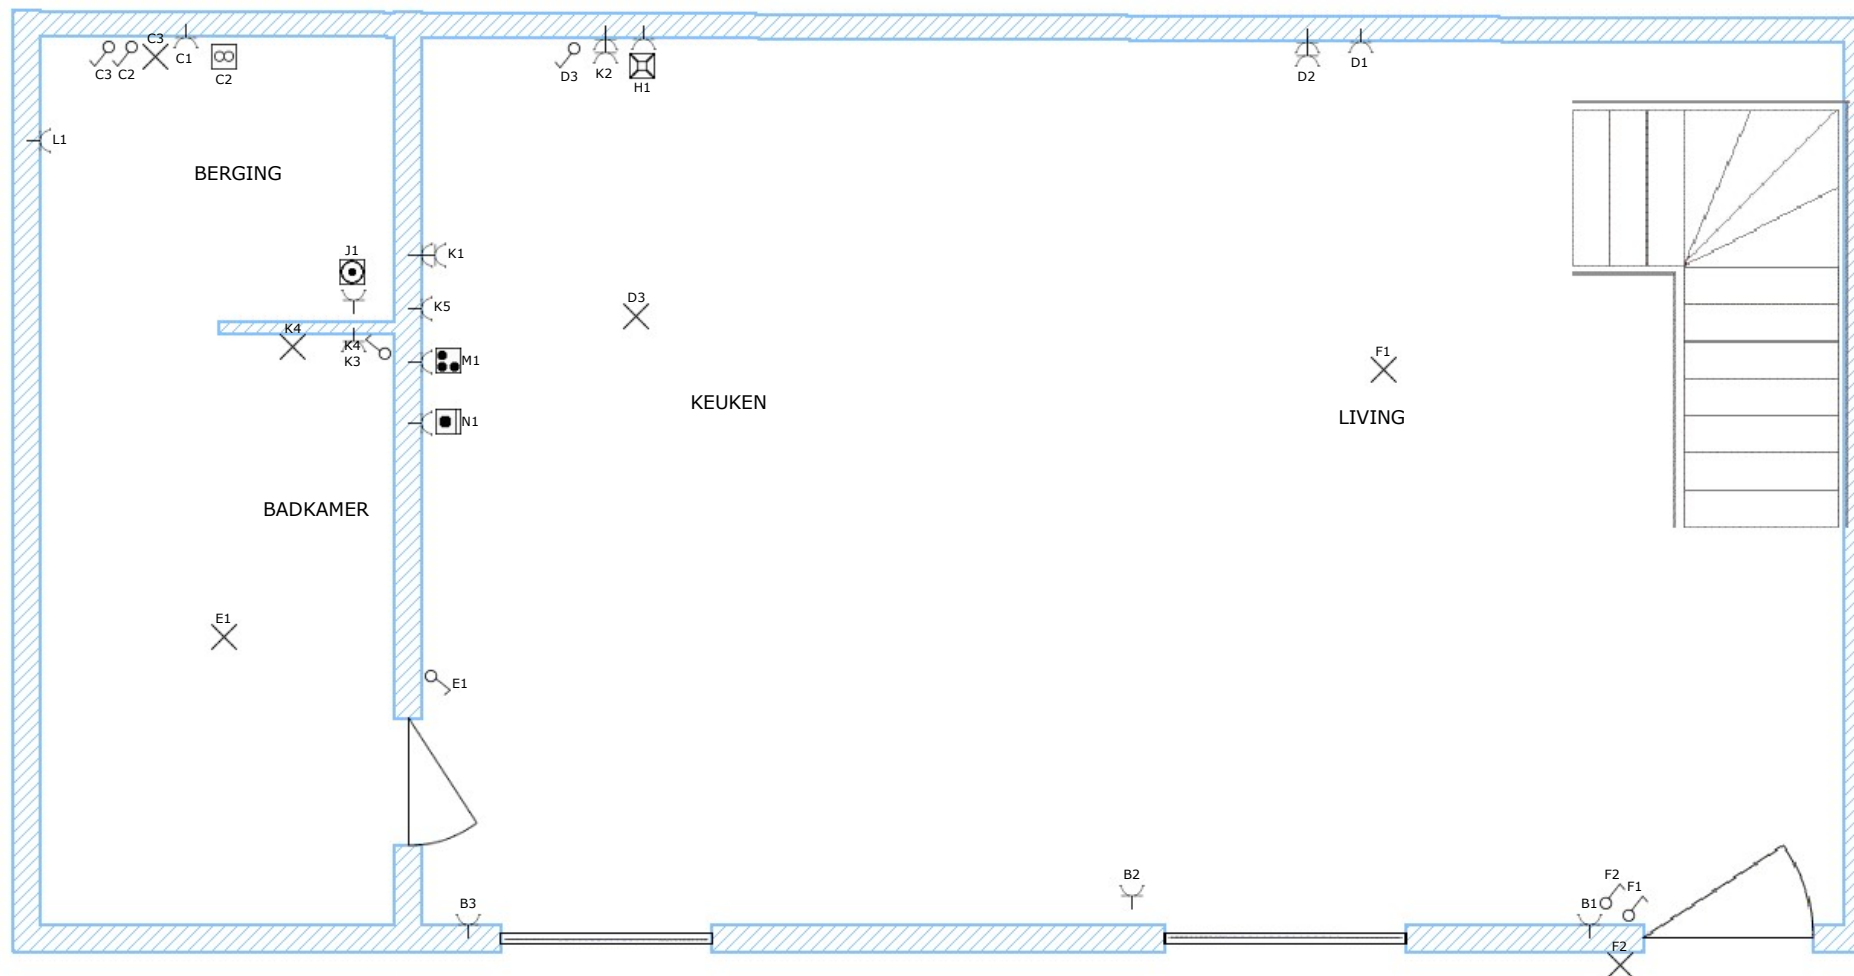 C3
C1
C3 C2
C2
D3
K2
H1
D2
D1
L1
BERGING
J1
K1
D3
K5
K4
K4
K3
M1
F1
KEUKEN
LIVING
N1
BADKAMER
E1
E1
B3
B2
F2
F1
B1
F2